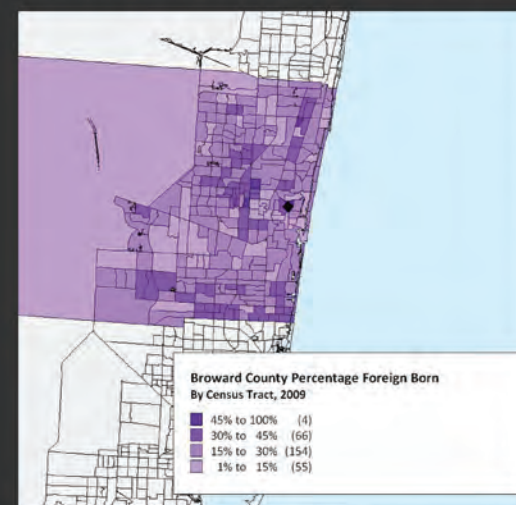 Broward County Percentage Foreign Born
By Census Tract, 2009
45% to 100% (4)
30% to 45% (66)
15% to 30% (154)
1% to 15% (55)